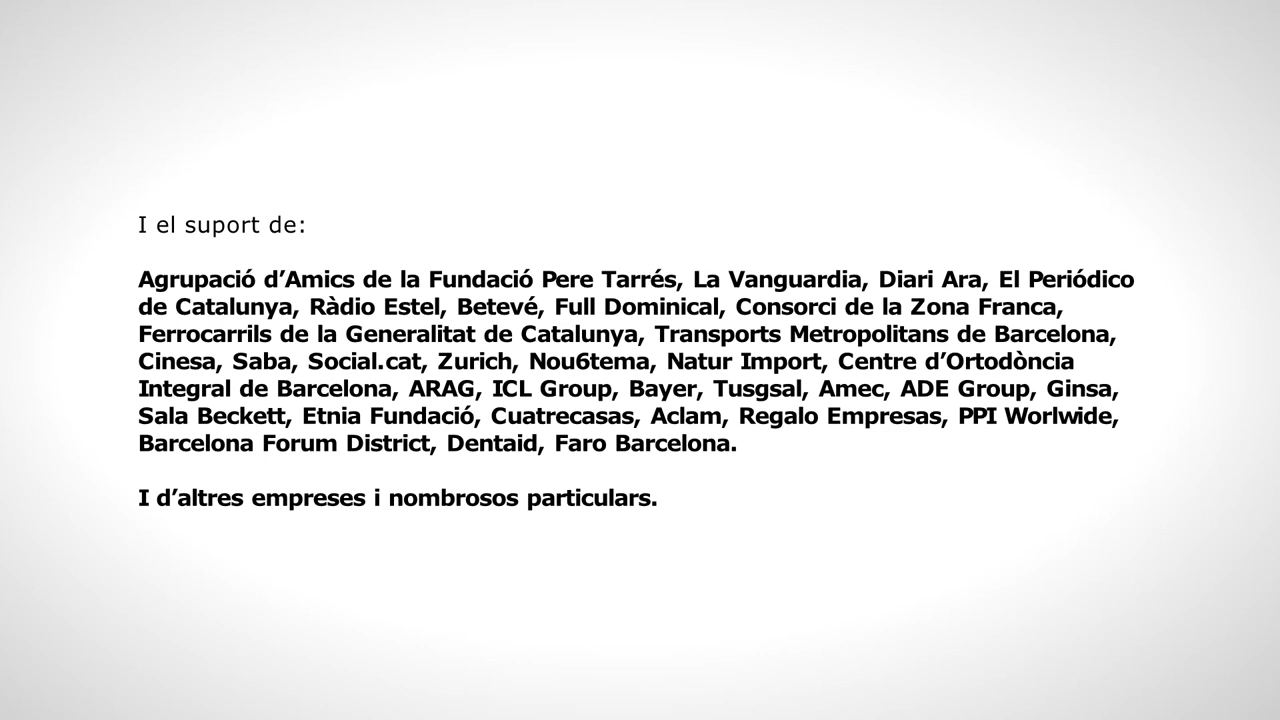 I el suport de:
Agrupació d’Amics de la Fundació Pere Tarrés, La Vanguardia, Diari Ara, El Periódico
de Catalunya, Ràdio Estel, Betevé, Full Dominical, Consorci de la Zona Franca,
Ferrocarrils de la Generalitat de Catalunya, Transports Metropolitans de Barcelona,
Cinesa, Saba, Social.cat, Zurich, Nou6tema, Natur Import, Centre d’Ortodòncia
Integral de Barcelona, ARAG, ICL Group, Bayer, Tusgsal, Amec, ADE Group, Ginsa,
Sala Beckett, Etnia Fundació, Cuatrecasas, Aclam, Regalo Empresas, PPI Worlwide,
Barcelona Forum District, Dentaid, Faro Barcelona.
I d’altres empreses i nombrosos particulars.